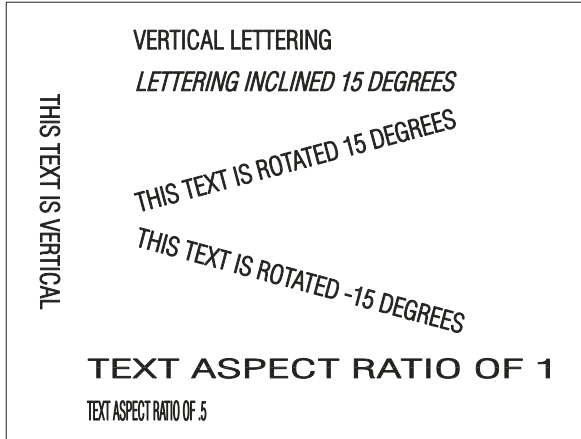 VERTICAL LETTERING
LETTERING INCLINED 15 DEGREES
THIS TEXT IS VERTICAL
THIS TEXT IS ROTATED 15 DEGREES
THIS TEXT IS ROTATED -15 DEGREES
TEXT ASPECT RATIO OF 1
TEXT ASPECT RATIO OF .5